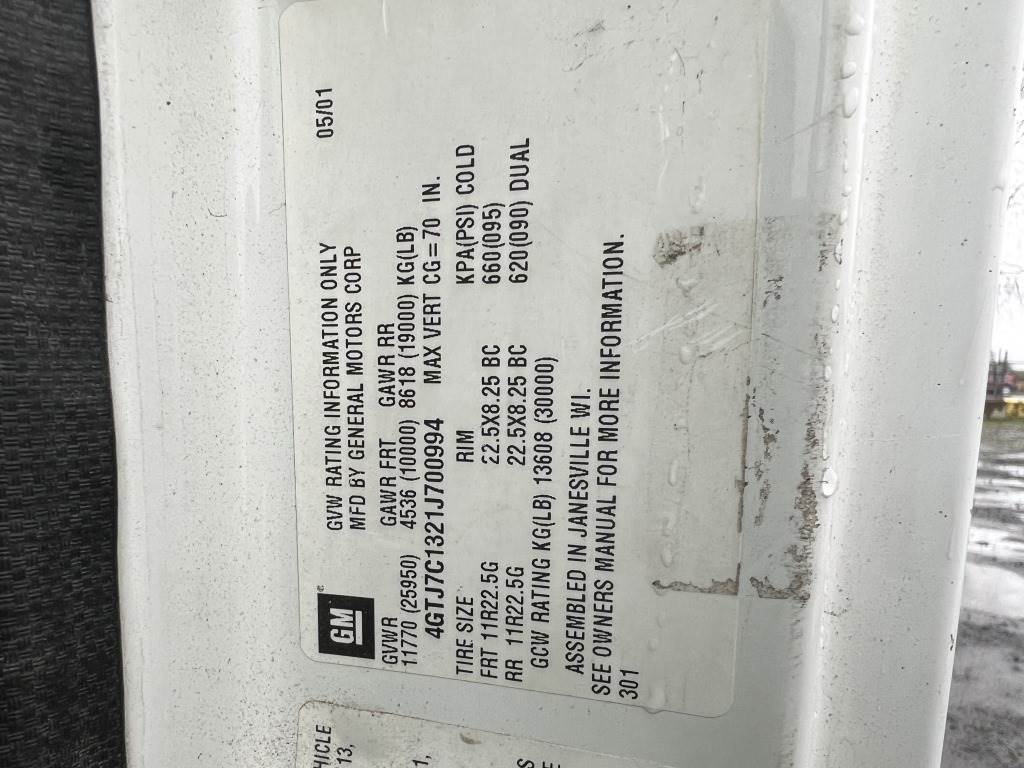 GM
GVW RATING INFORMATION ONLY 05/01
MFD BY GENERAL MOTORS CORP
GVWR GAWR FRT GAWR RR
11770 (25950) 4536 (10000) 8618 (19000) KG(LB)
4GTJ7C1321J700994 MAX VERT CG=70 IN.
TIRE SIZE RIM KPA(PSI) COLD
FRT 11R22.5G 22.5X8.25 BC 660(095)
RR 11R22.5G 22.5X8.25 BC 620(090) DUAL
GCW RATING KG(LB) 13608 (30000)
ASSEMBLED IN JANESVILLE WI.
SEE OWNERS MANUAL FOR MORE INFORMATION.
301
HICLE
13,
1,
S
E